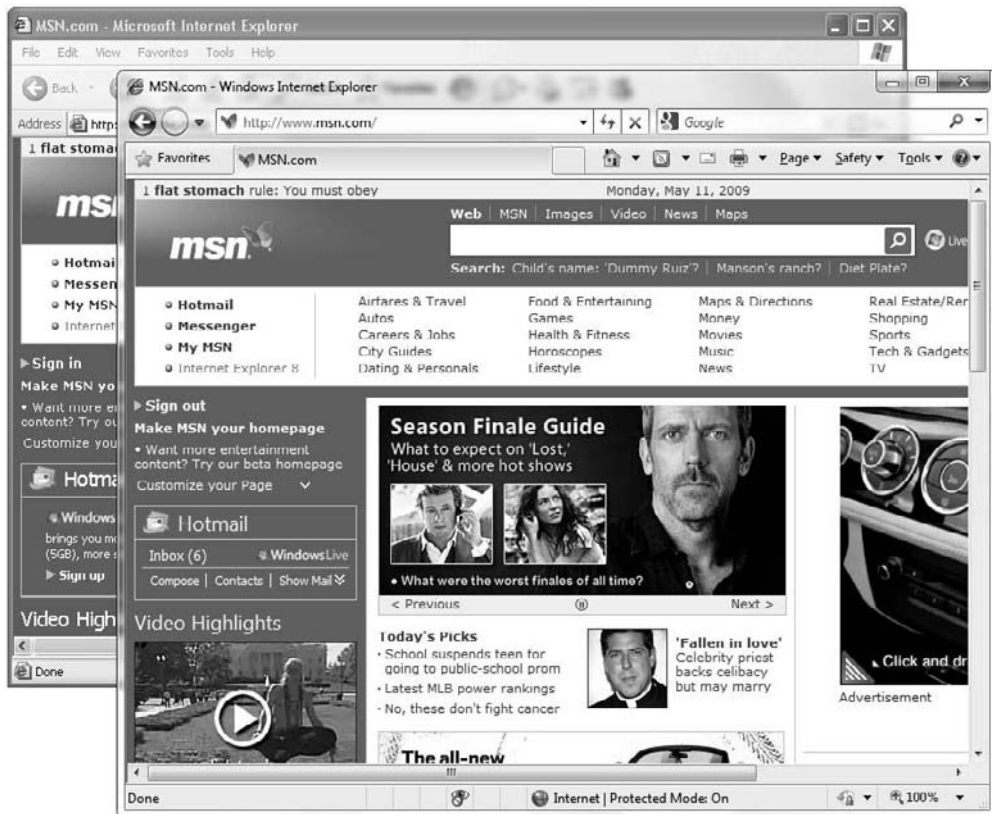 MSN.com - Microsoft Internet Explorer
File Edit View Favorites Tools Help
Back
Address http:
1 flat stoma
msn
Hotmai
Messen
My MSN
Internet
Sign in
Make MSN yo
• Want more en
content? Try ou
Customize you
Hotma
Windows
brings you mo
(5GB), more s
Sign up
Video High
Done
MSN.com - Windows Internet Explorer
http://www.msn.com/
Google
Favorites MSN.com
Page Safety Tools
1 flat stomach rule: You must obey Monday, May 11, 2009
Web | MSN | Images | Video | News | Maps
msn
Live
Search: Child's name: 'Dummy Ruiz'? | Manson's ranch? | Diet Plate?
Hotmail
Messenger
My MSN
Internet Explorer 8
Airfares & Travel
Autos
Careers & Jobs
City Guides
Dating & Personals
Food & Entertaining
Games
Health & Fitness
Horoscopes
Lifestyle
Maps & Directions
Money
Movies
Music
News
Real Estate/Ren
Shopping
Sports
Tech & Gadgets
TV
Sign out
Make MSN your homepage
• Want more entertainment
content? Try our beta homepage
Customize your Page
Hotmail
Inbox (6) WindowsLive
Compose | Contacts | Show Mail
Video Highlights
Season Finale Guide
What to expect on 'Lost,'
'House' & more hot shows
• What were the worst finales of all time?
< Previous Next >
Today's Picks
· School suspends teen for
going to public-school prom
· Latest MLB power rankings
· No, these don't fight cancer
'Fallen in love'
Celebrity priest
backs celibacy
but may marry
The all-new
Click and dr
Advertisement
Done Internet | Protected Mode: On 100%